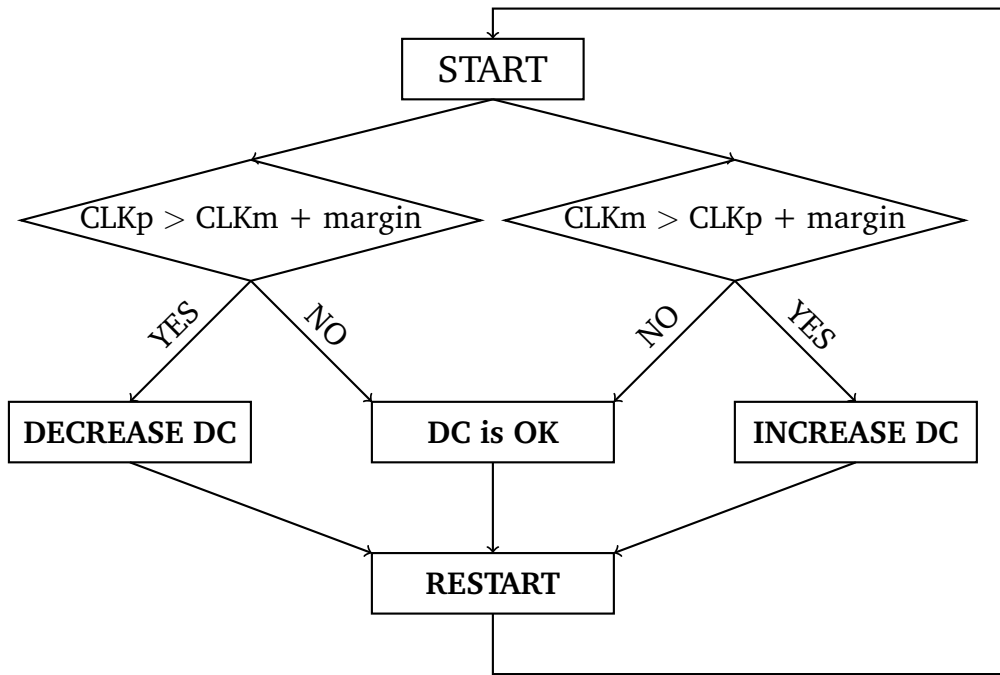 START
CLKp > CLKm + margin
CLKm > CLKp + margin
YES
NO
NO
YES
DECREASE DC
DC is OK
INCREASE DC
RESTART